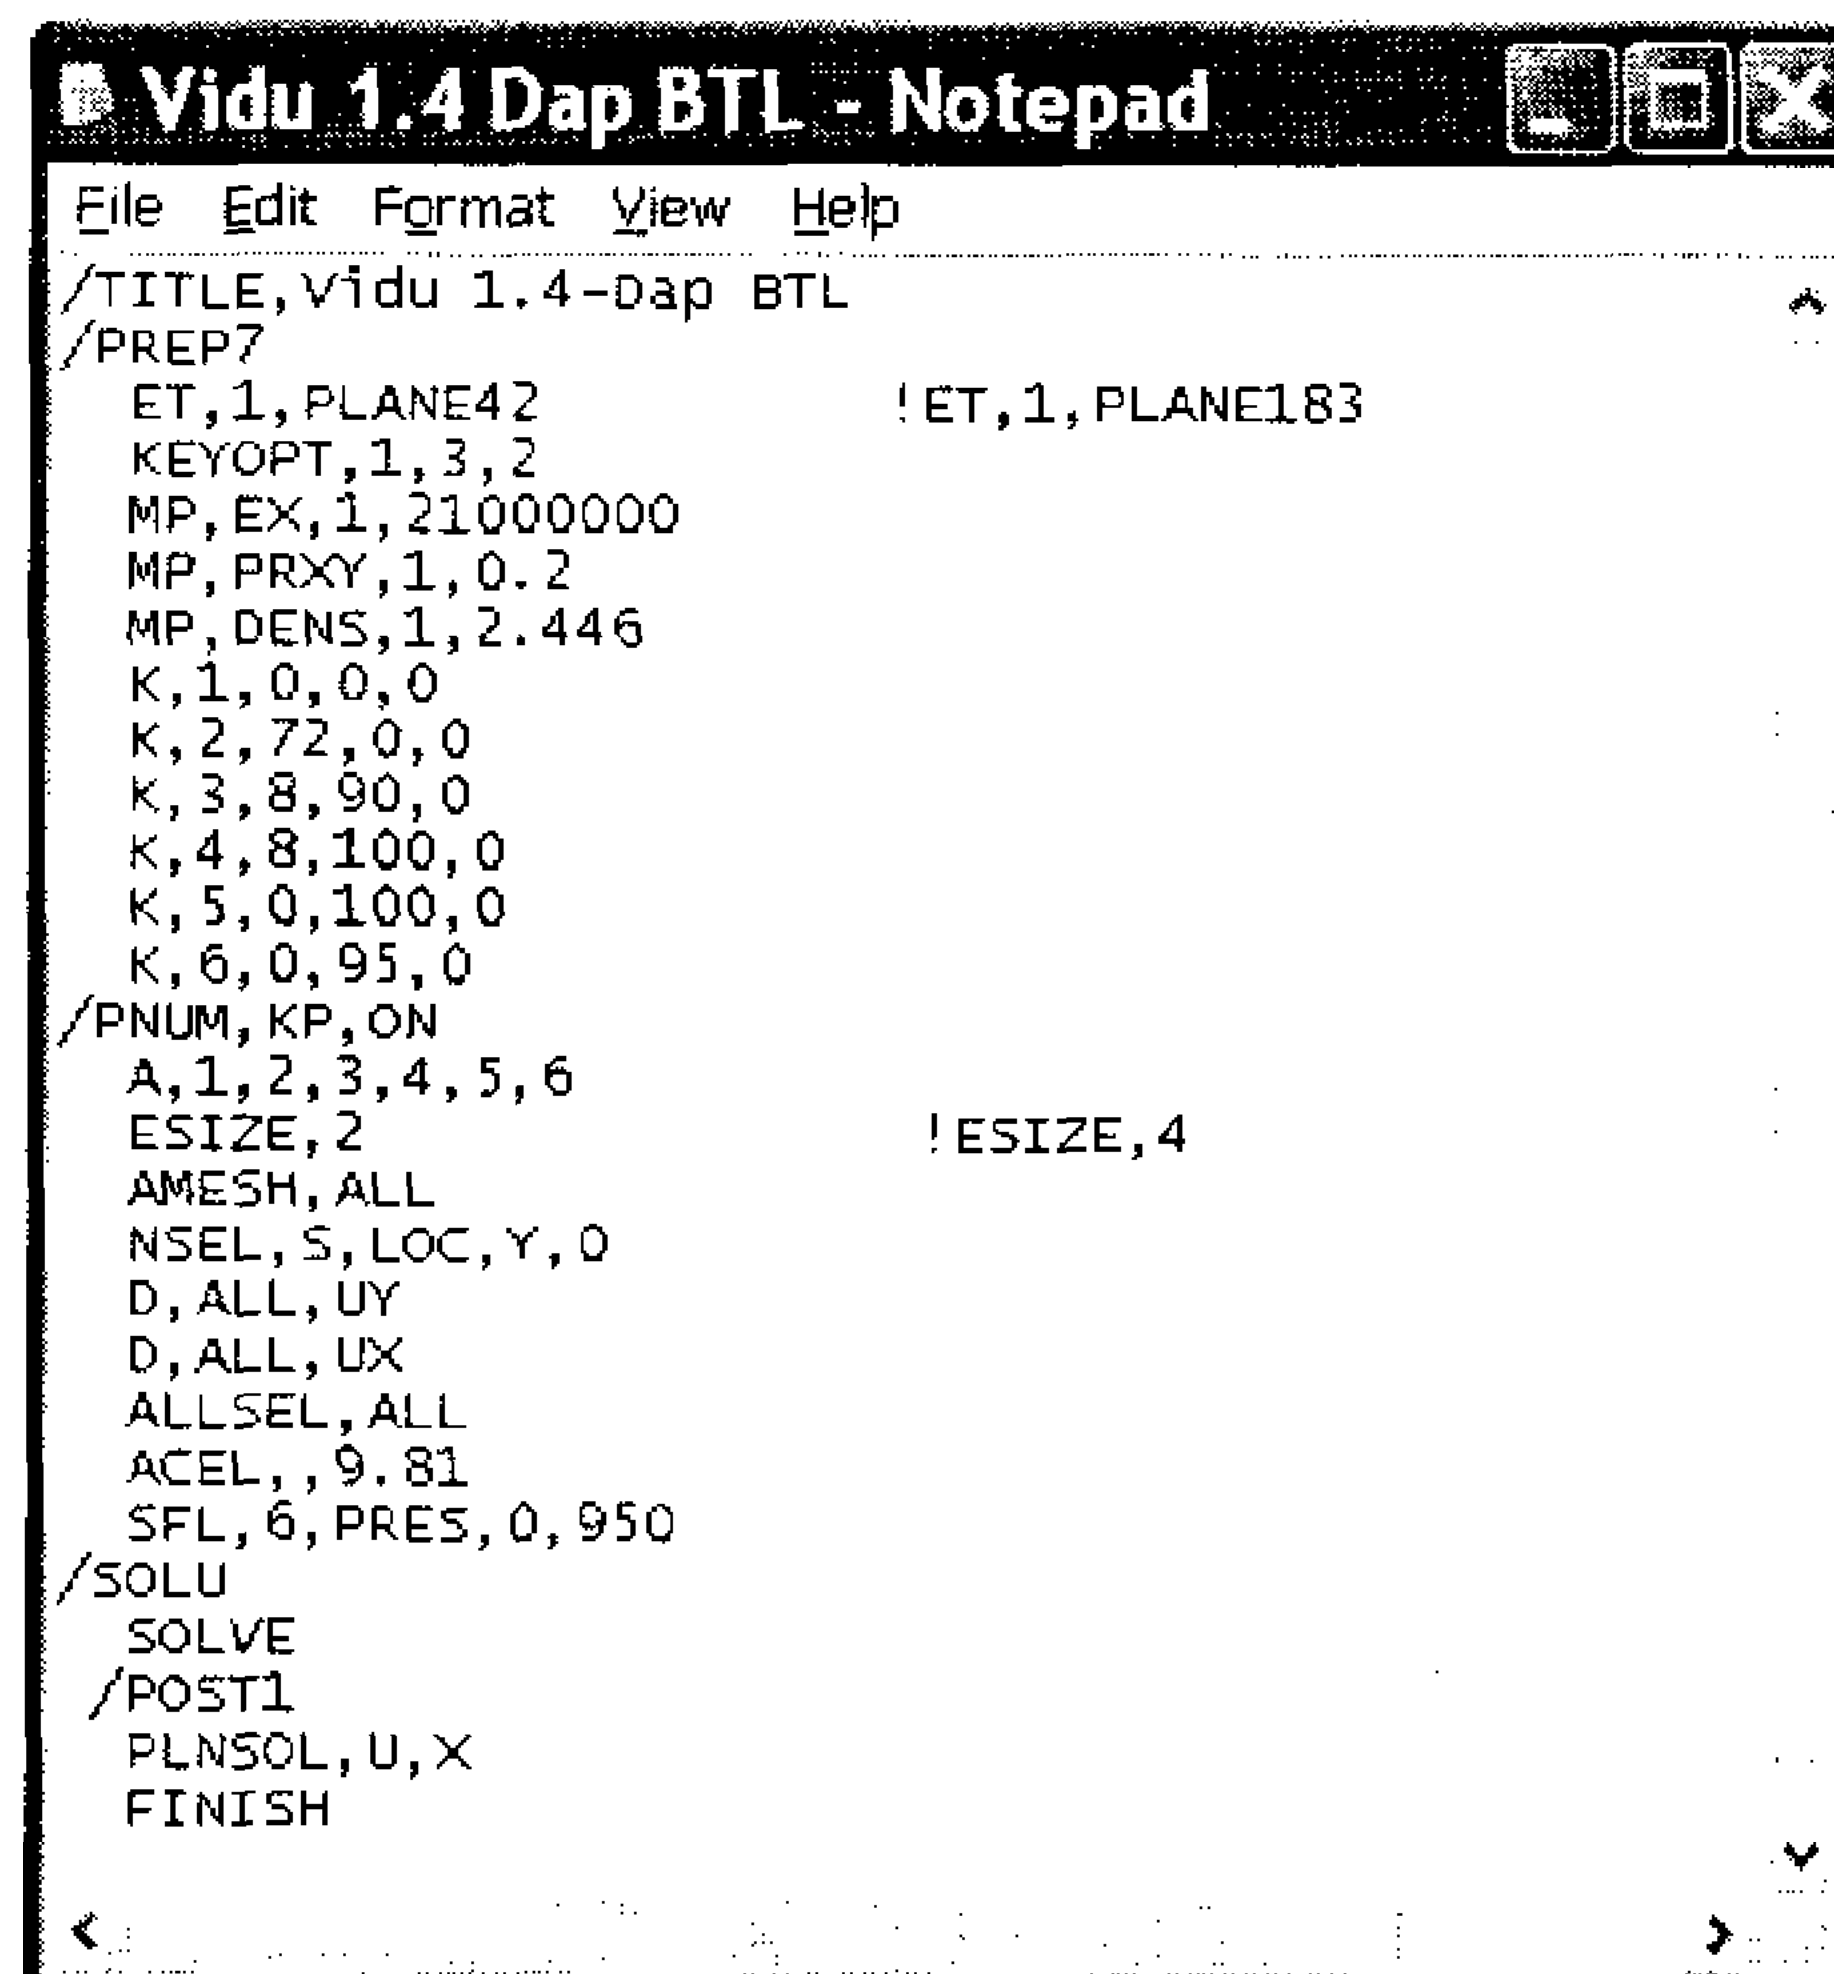 Vidu 1.4 Dap BTL - Notepad
File Edit Format View Help
/TITLE,Vidu 1.4-Dap BTL
/PREP7
ET,1,PLANE42 !ET,1,PLANE183
KEYOPT,1,3,2
MP,EX,1,21000000
MP,PRXY,1,0.2
MP,DENS,1,2.446
K,1,0,0,0
K,2,72,0,0
K,3,8,90,0
K,4,8,100,0
K,5,0,100,0
K,6,0,95,0
/PNUM,KP,ON
A,1,2,3,4,5,6
ESIZE,2 !ESIZE,4
AMESH,ALL
NSEL,S,LOC,Y,0
D,ALL,UY
D,ALL,UX
ALLSEL,ALL
ACEL,,9.81
SFL,6,PRES,0,950
/SOLU
SOLVE
/POST1
PLNSOL,U,X
FINISH